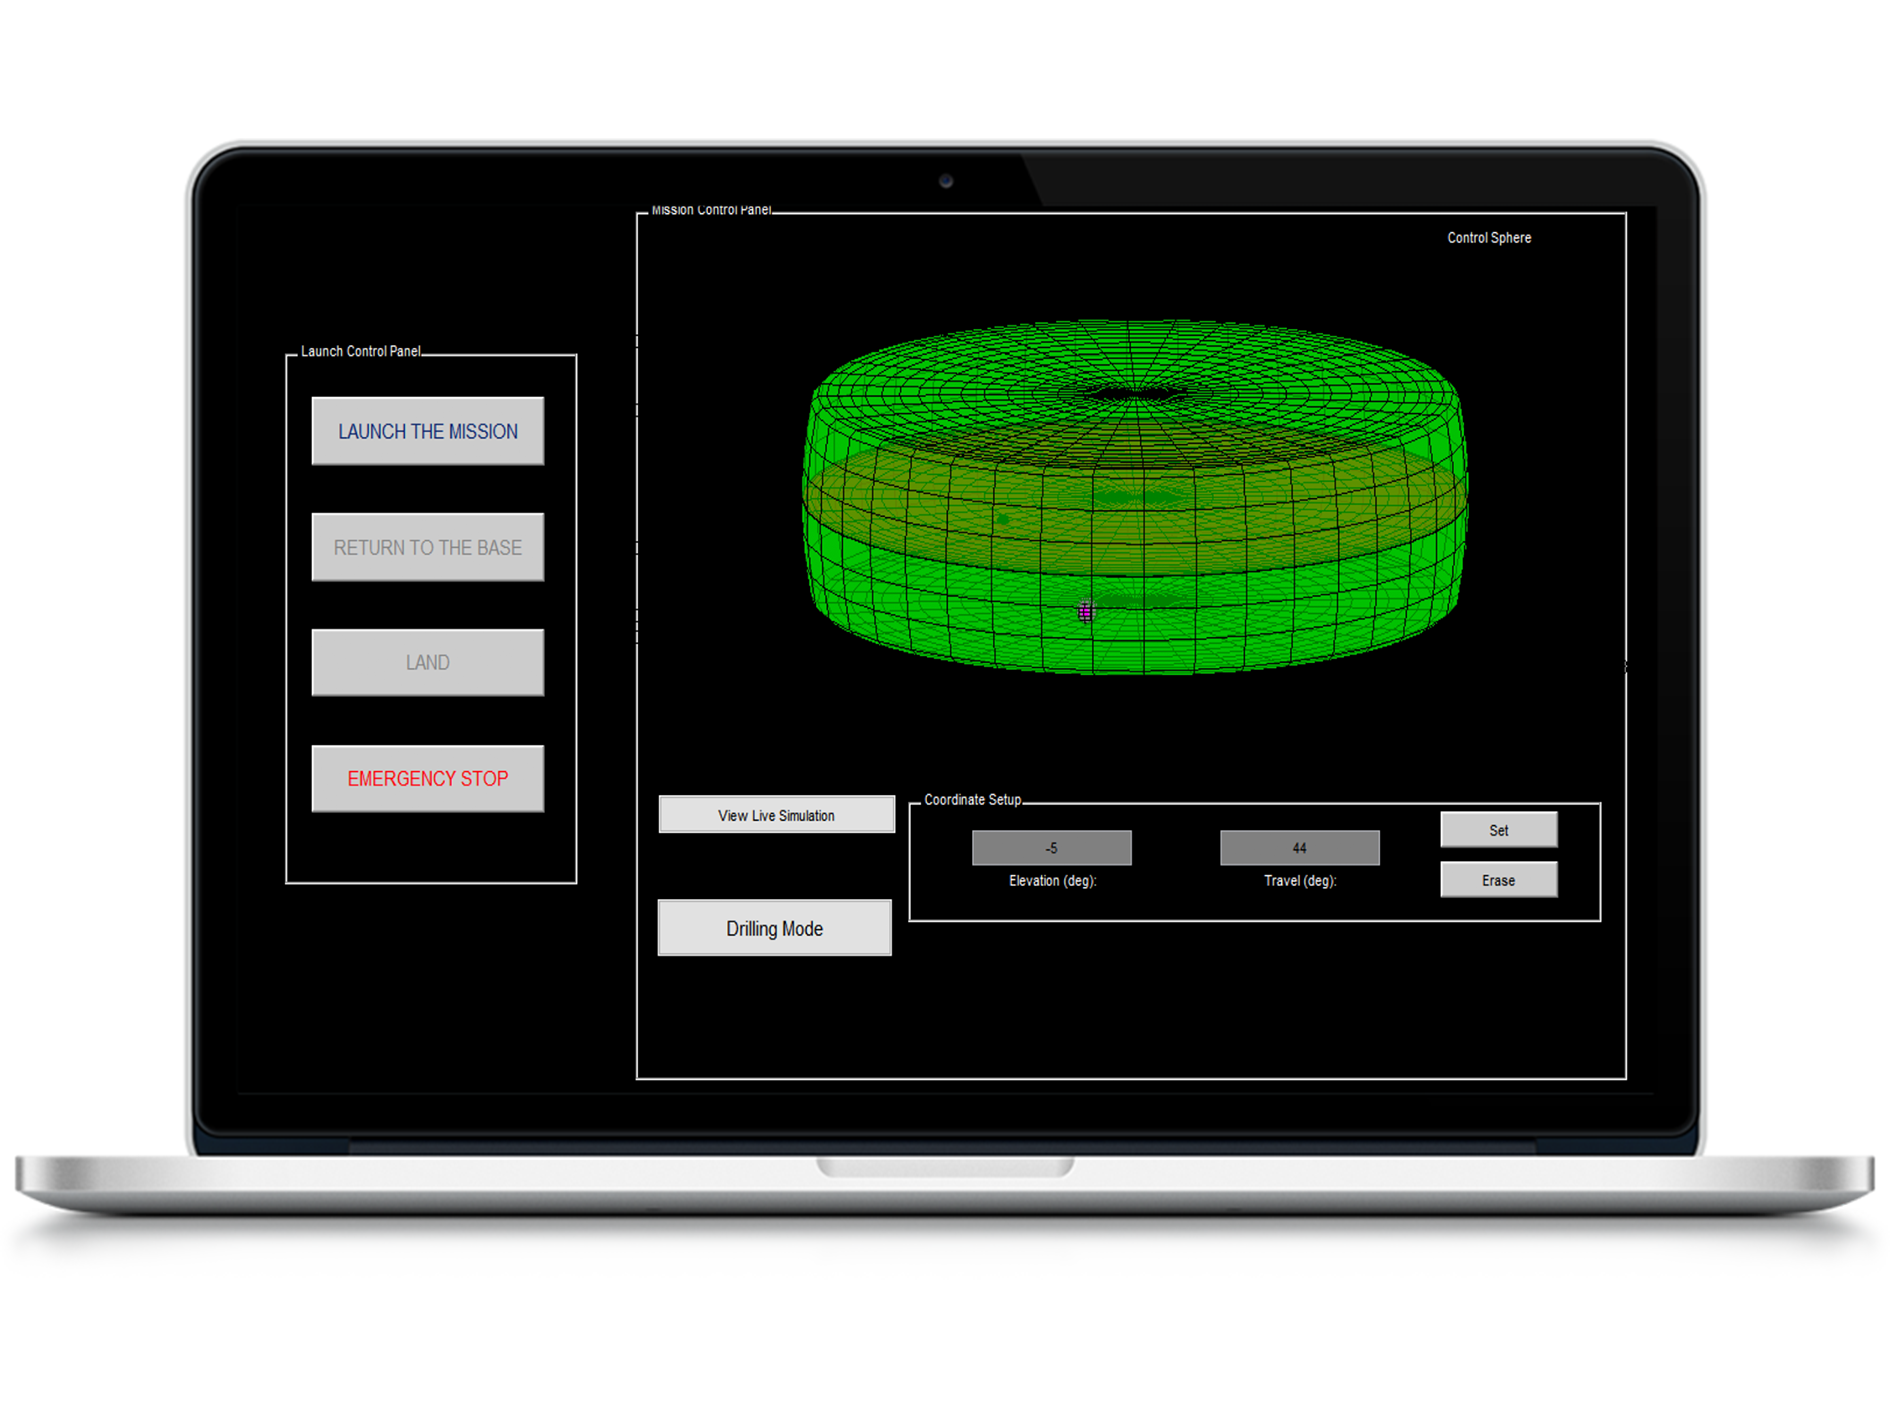 Mission Control Panel
Control Sphere
Launch Control Panel
LAUNCH THE MISSION
RETURN TO THE BASE
LAND
EMERGENCY STOP
View Live Simulation
Drilling Mode
Coordinate Setup
-5
44
Elevation (deg):
Travel (deg):
Set
Erase